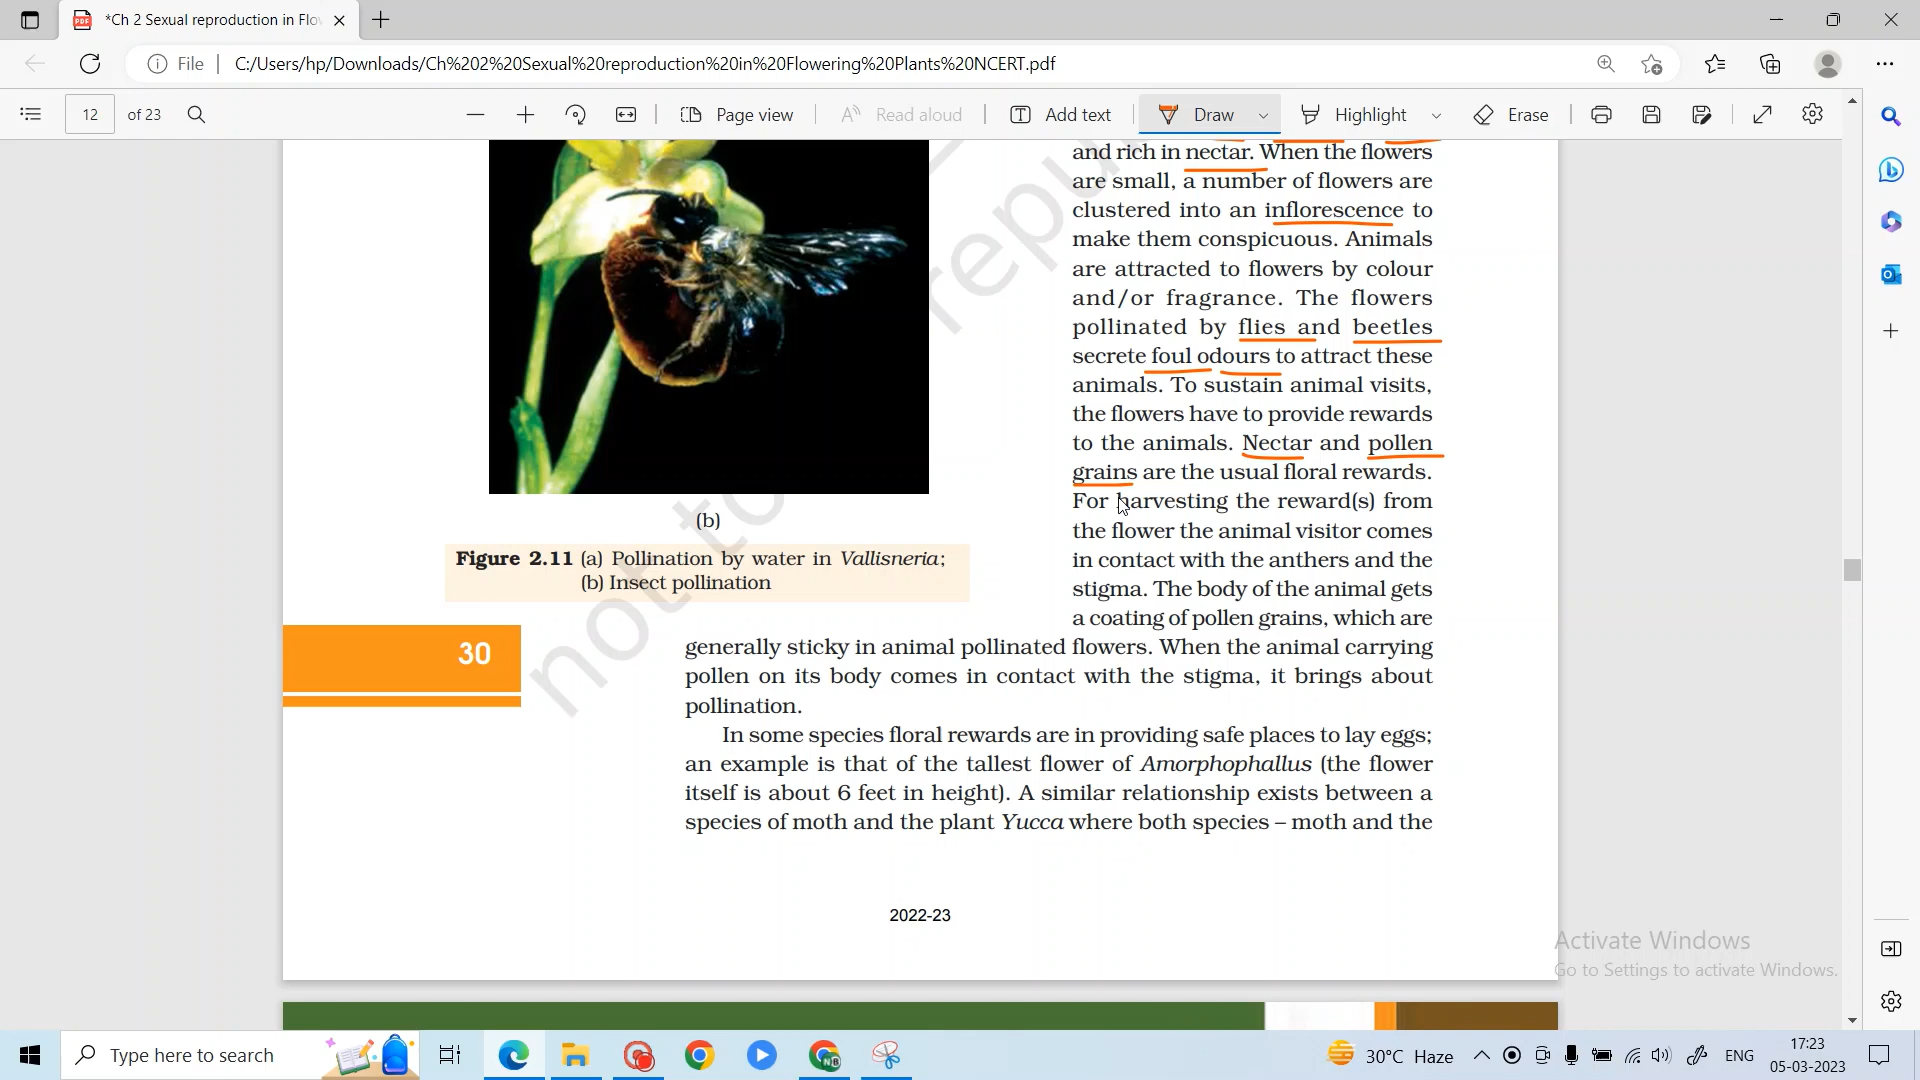 *Ch 2 Sexual reproduction in Flo
File
C:/Users/hp/Downloads/Ch%202%20Sexual%20reproduction%20in%20Flowering%20Plants%20NCERT.pdf
12 of 23
Page view
Read aloud
Add text
Draw
Highlight
Erase
and rich in nectar. When the flowers
are small, a number of flowers are
clustered into an inflorescence to
make them conspicuous. Animals
are attracted to flowers by colour
and/or fragrance. The flowers
pollinated by flies and beetles
secrete foul odours to attract these
animals. To sustain animal visits,
the flowers have to provide rewards
to the animals. Nectar and pollen
grains are the usual floral rewards.
For harvesting the reward(s) from
the flower the animal visitor comes
in contact with the anthers and the
stigma. The body of the animal gets
a coating of pollen grains, which are
generally sticky in animal pollinated flowers. When the animal carrying
pollen on its body comes in contact with the stigma, it brings about
pollination.
In some species floral rewards are in providing safe places to lay eggs;
an example is that of the tallest flower of Amorphophallus (the flower
itself is about 6 feet in height). A similar relationship exists between a
species of moth and the plant Yucca where both species – moth and the
(b)
Figure 2.11 (a) Pollination by water in Vallisneria;
(b) Insect pollination
30
not to
repu
2022-23
Activate Windows
Go to Settings to activate Windows.
Type here to search
30°C Haze
ENG
17:23
05-03-2023